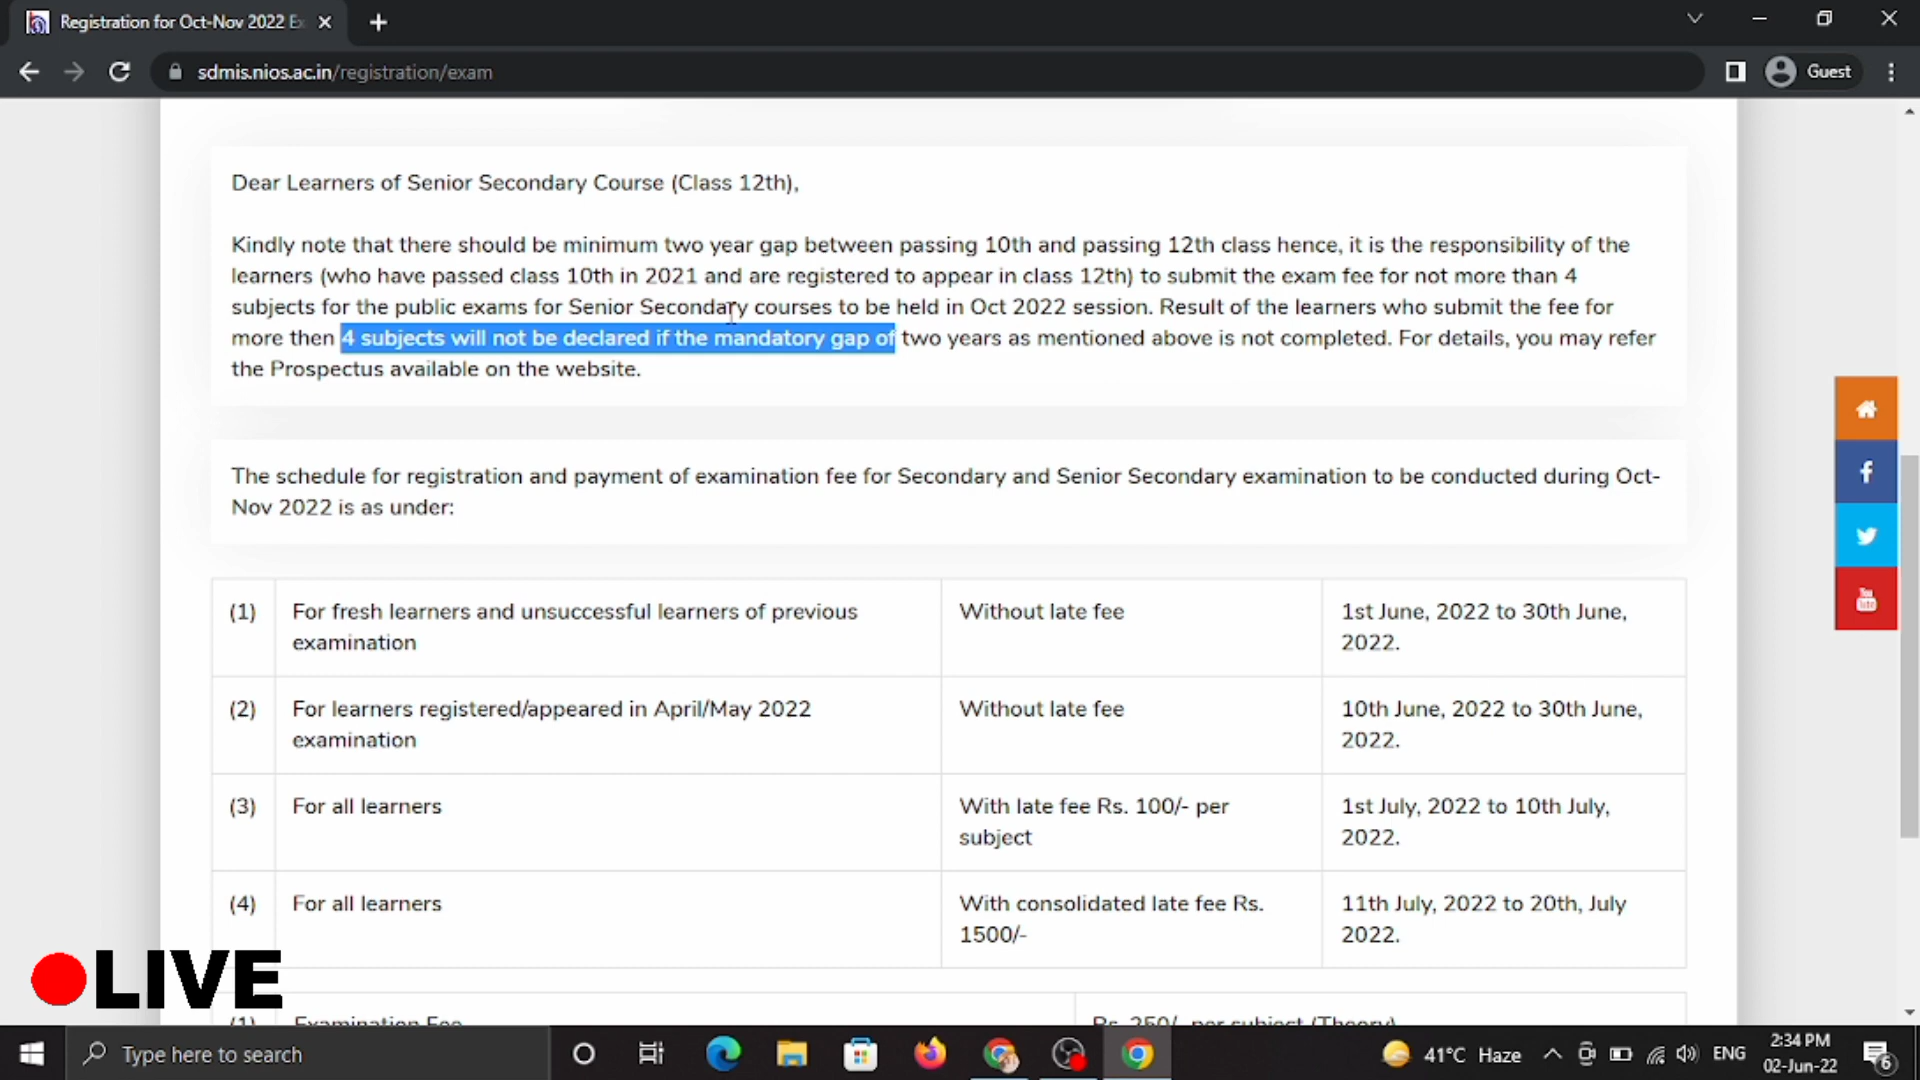 Registration for Oct-Nov 2022 Ex
sdmis.nios.ac.in/registration/exam
Guest
Dear Learners of Senior Secondary Course (Class 12th),
Kindly note that there should be minimum two year gap between passing 10th and passing 12th class hence, it is the responsibility of the
learners (who have passed class 10th in 2021 and are registered to appear in class 12th) to submit the exam fee for not more than 4
subjects for the public exams for Senior Secondary courses to be held in Oct 2022 session. Result of the learners who submit the fee for
more then 4 subjects will not be declared if the mandatory gap of two years as mentioned above is not completed. For details, you may refer
the Prospectus available on the website.
The schedule for registration and payment of examination fee for Secondary and Senior Secondary examination to be conducted during Oct-
Nov 2022 is as under:
(1) For fresh learners and unsuccessful learners of previous Without late fee 1st June, 2022 to 30th June,
examination 2022.
(2) For learners registered/appeared in April/May 2022 Without late fee 10th June, 2022 to 30th June,
examination 2022.
(3) For all learners With late fee Rs. 100/- per 1st July, 2022 to 10th July,
subject 2022.
(4) For all learners With consolidated late fee Rs. 11th July, 2022 to 20th, July
1500/- 2022.
(1) Examination Fee Rs. 250/- per subject (Theory)
You
Tube
LIVE
Type here to search
41°C Haze
ENG
2:34 PM
02-Jun-22
6